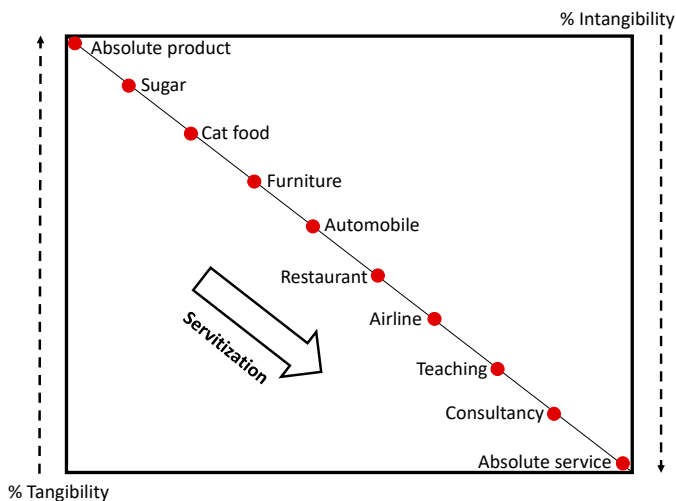 % Intangibility
Absolute product
Sugar
Cat food
Furniture
Automobile
Restaurant
Airline
Servitization
Teaching
Consultancy
Absolute service
% Tangibility